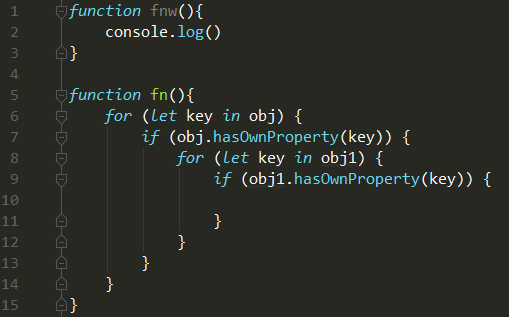 1 function fnw(){
2     console.log()
3 }
4
5 function fn(){
6     for (let key in obj) {
7         if (obj.hasOwnProperty(key)) {
8             for (let key in obj1) {
9                 if (obj1.hasOwnProperty(key)) {
10
11                 }
12             }
13         }
14     }
15 }